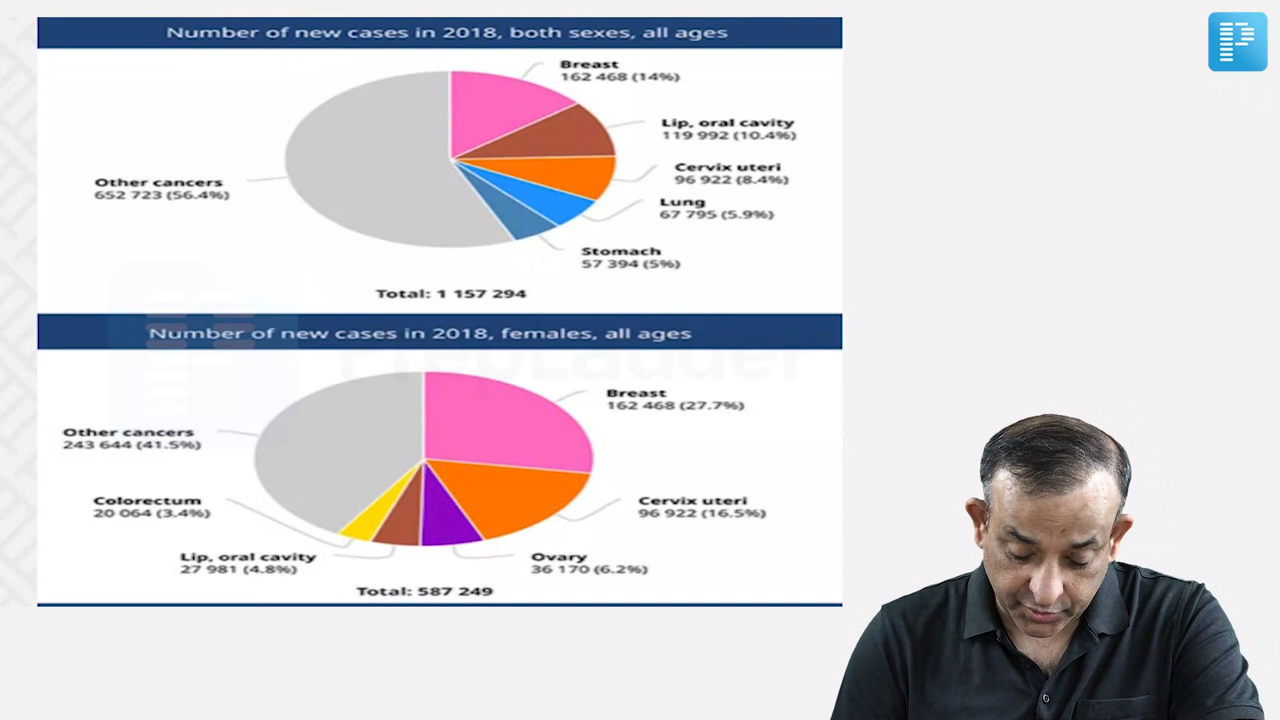 Number of new cases in 2018, both sexes, all ages
Breast
162 468 (14%)
Lip, oral cavity
119 992 (10.4%)
Cervix uteri
96 922 (8.4%)
Other cancers
652 723 (56.4%)
Lung
67 795 (5.9%)
Stomach
57 394 (5%)
Total: 1 157 294
Number of new cases in 2018, females, all ages
PrepLadder
Breast
162 468 (27.7%)
Other cancers
243 644 (41.5%)
Colorectum
20 064 (3.4%)
Cervix uteri
96 922 (16.5%)
Lip, oral cavity
27 981 (4.8%)
Ovary
36 170 (6.2%)
Total: 587 249